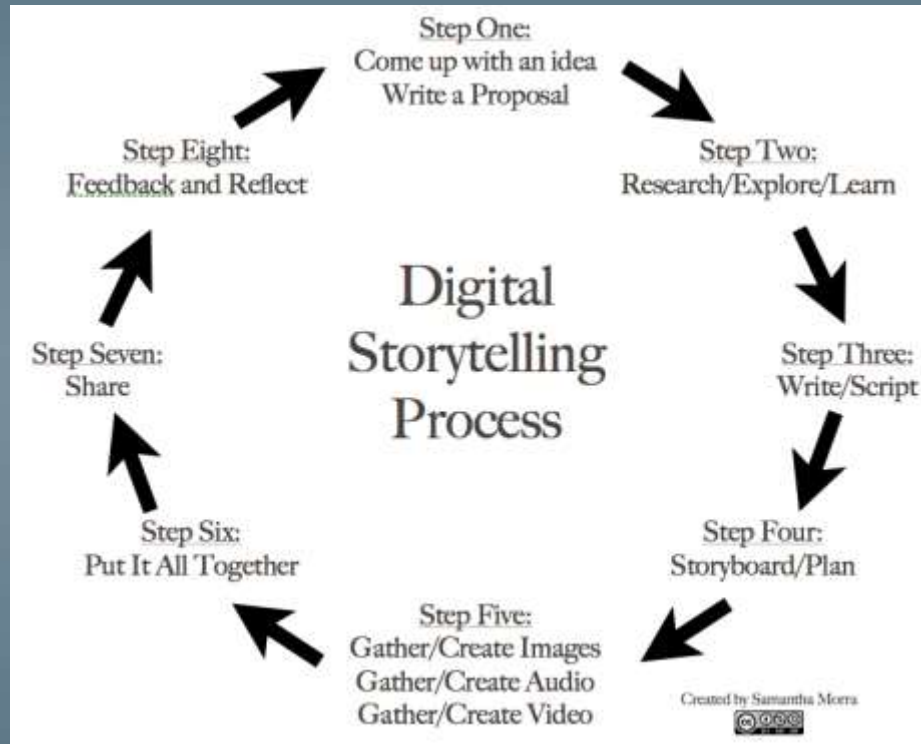 Step One:
Come up with an idea
Write a Proposal
Step Two:
Research/Explore/Learn
Step Three:
Write/Script
Step Four:
Storyboard/Plan
Step Five:
Gather/Create Images
Gather/Create Audio
Gather/Create Video
Step Six:
Put It All Together
Step Seven:
Share
Step Eight:
Feedback and Reflect
Digital
Storytelling
Process
Created by Samantha Morra